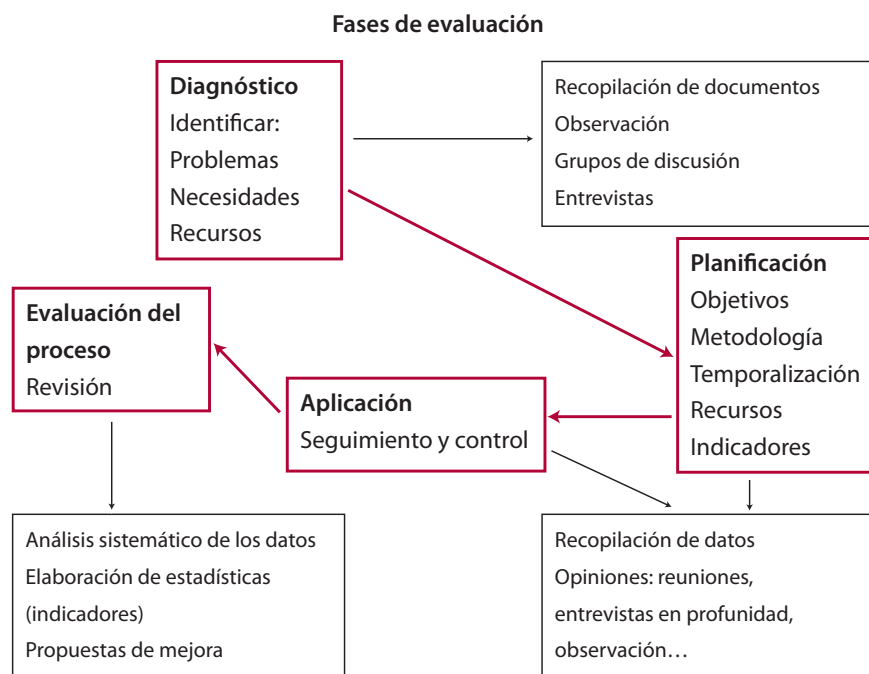 Fases de evaluación
Diagnóstico
Identificar:
Problemas
Necesidades
Recursos
Recopilación de documentos
Observación
Grupos de discusión
Entrevistas
Planificación
Objetivos
Metodología
Temporalización
Recursos
Indicadores
Aplicación
Seguimiento y control
Evaluación del
proceso
Revisión
Análisis sistemático de los datos
Elaboración de estadísticas
(indicadores)
Propuestas de mejora
Recopilación de datos
Opiniones: reuniones,
entrevistas en profunidad,
observación…